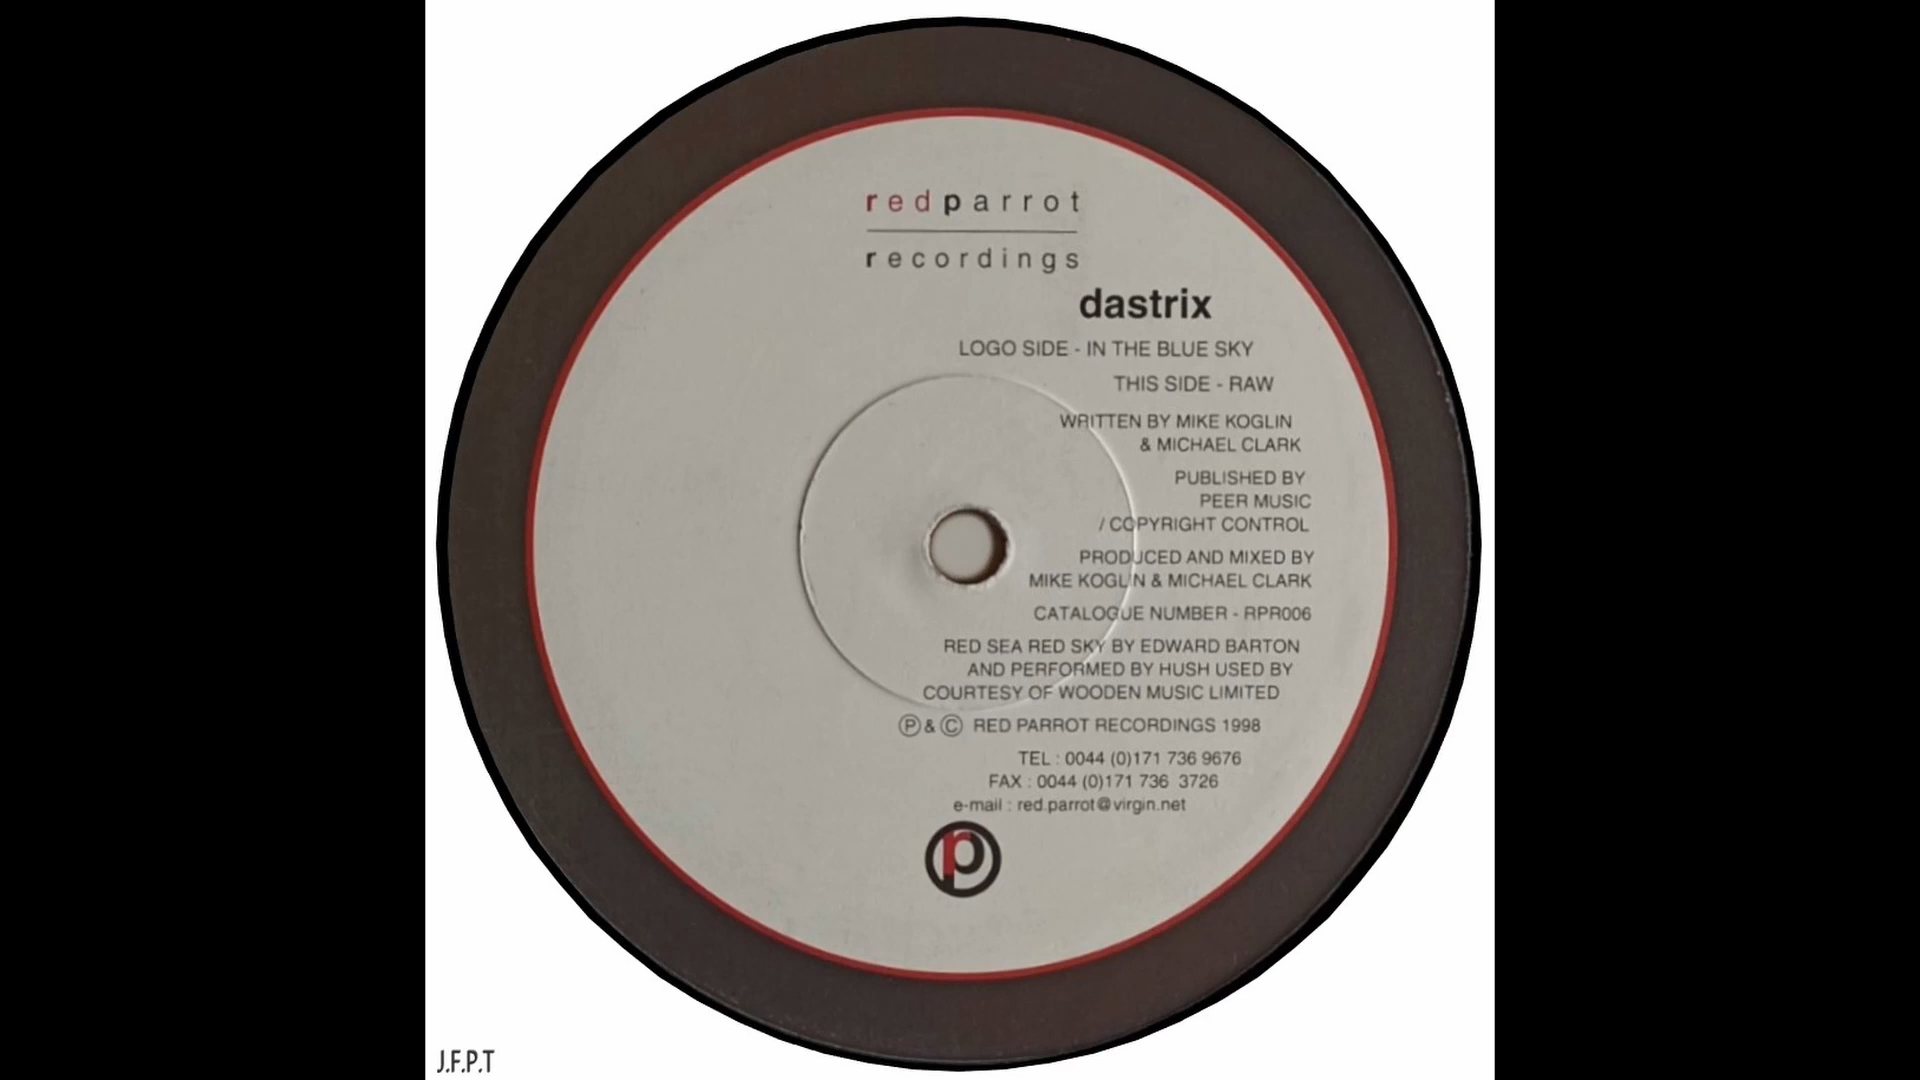 redparrot
recordings
dastrix
LOGO SIDE - IN THE BLUE SKY
THIS SIDE - RAW
WRITTEN BY MIKE KOGLIN
& MICHAEL CLARK
PUBLISHED BY
PEER MUSIC
/ COPYRIGHT CONTROL
PRODUCED AND MIXED BY
MIKE KOGLIN & MICHAEL CLARK
CATALOGUE NUMBER - RPR006
RED SEA RED SKY BY EDWARD BARTON
AND PERFORMED BY HUSH USED BY
COURTESY OF WOODEN MUSIC LIMITED
Ⓟ & Ⓒ RED PARROT RECORDINGS 1998
TEL : 0044 (0)171 736 9676
FAX : 0044 (0)171 736 3726
e-mail : red.parrot@virgin.net
rp
J.F.P.T